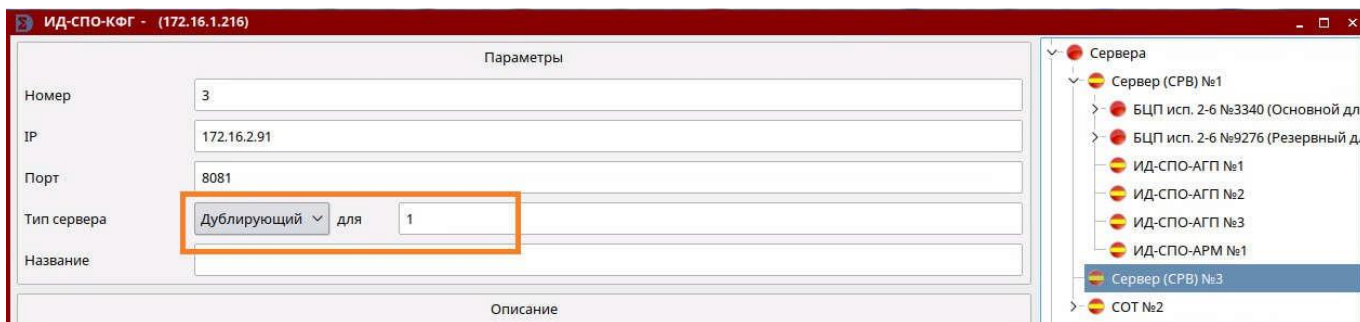 ИД-СПО-КФГ - (172.16.1.216)
Параметры
Номер 3
IP 172.16.2.91
Порт 8081
Тип сервера Дублирующий для 1
Название
Описание
Сервера
Сервер (СРВ) №1
БЦП исп. 2-6 №3340 (Основной дл
БЦП исп. 2-6 №9276 (Резервный д
ИД-СПО-АГП №1
ИД-СПО-АГП №2
ИД-СПО-АГП №3
ИД-СПО-АРМ №1
Сервер (СРВ) №3
СОТ №2